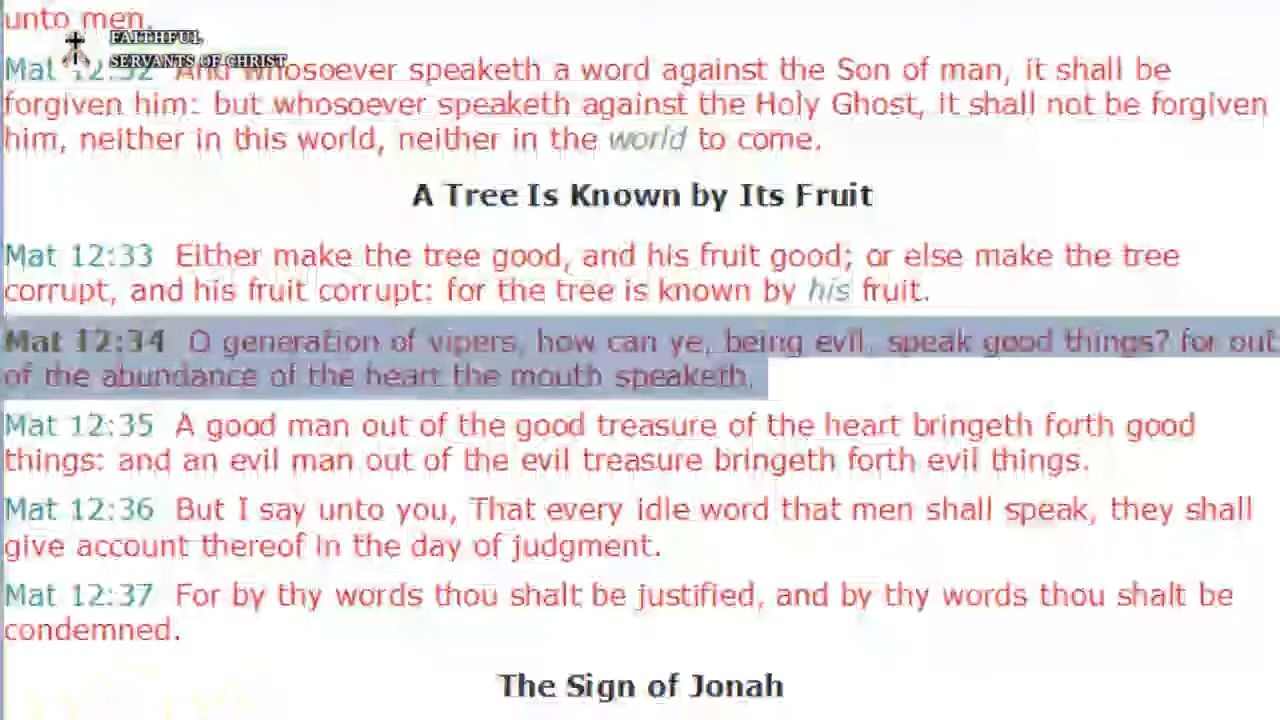 unto men.
FAITHFUL
SERVANTS OF CHRIST
Mat 12:32 And whosoever speaketh a word against the Son of man, it shall be
forgiven him: but whosoever speaketh against the Holy Ghost, it shall not be forgiven
him, neither in this world, neither in the world to come.
A Tree Is Known by Its Fruit
Mat 12:33 Either make the tree good, and his fruit good; or else make the tree
corrupt, and his fruit corrupt: for the tree is known by his fruit.
Mat 12:34 O generation of vipers, how can ye, being evil, speak good things? for out
of the abundance of the heart the mouth speaketh.
Mat 12:35 A good man out of the good treasure of the heart bringeth forth good
things: and an evil man out of the evil treasure bringeth forth evil things.
Mat 12:36 But I say unto you, That every idle word that men shall speak, they shall
give account thereof in the day of judgment.
Mat 12:37 For by thy words thou shalt be justified, and by thy words thou shalt be
condemned.
The Sign of Jonah